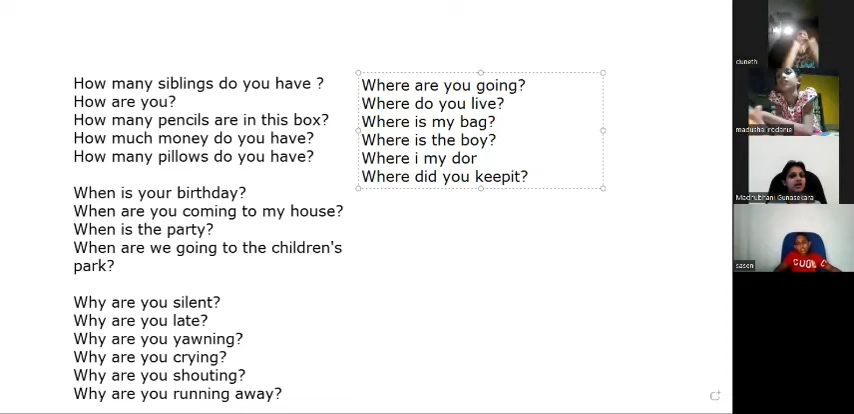 How many siblings do you have ?
How are you?
How many pencils are in this box?
How much money do you have?
How many pillows do you have?
When is your birthday?
When are you coming to my house?
When is the party?
When are we going to the children's
park?
Why are you silent?
Why are you late?
Why are you yawning?
Why are you crying?
Why are you shouting?
Why are you running away?
Where are you going?
Where do you live?
Where is my bag?
Where is the boy?
Where i my dor
Where did you keepit?
duneth
Madrubhani Gunasekara
sasen